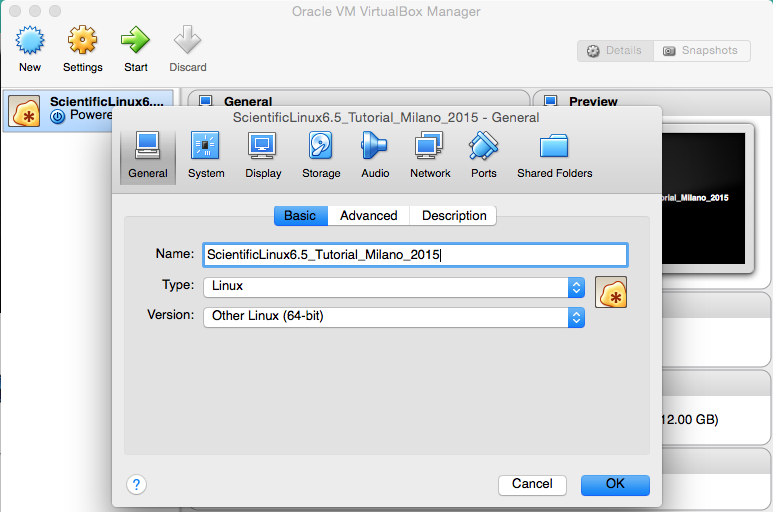 Oracle VM VirtualBox Manager
New Settings Start Discard
Details Snapshots
ScientificLinux6....
Powere
General
Preview
ScientificLinux6.5_Tutorial_Milano_2015 - General
General System Display Storage Audio Network Ports Shared Folders
rial_Milano_2015
Basic Advanced Description
Name: ScientificLinux6.5_Tutorial_Milano_2015
Type: Linux
Version: Other Linux (64-bit)
12.00 GB)
? Cancel OK